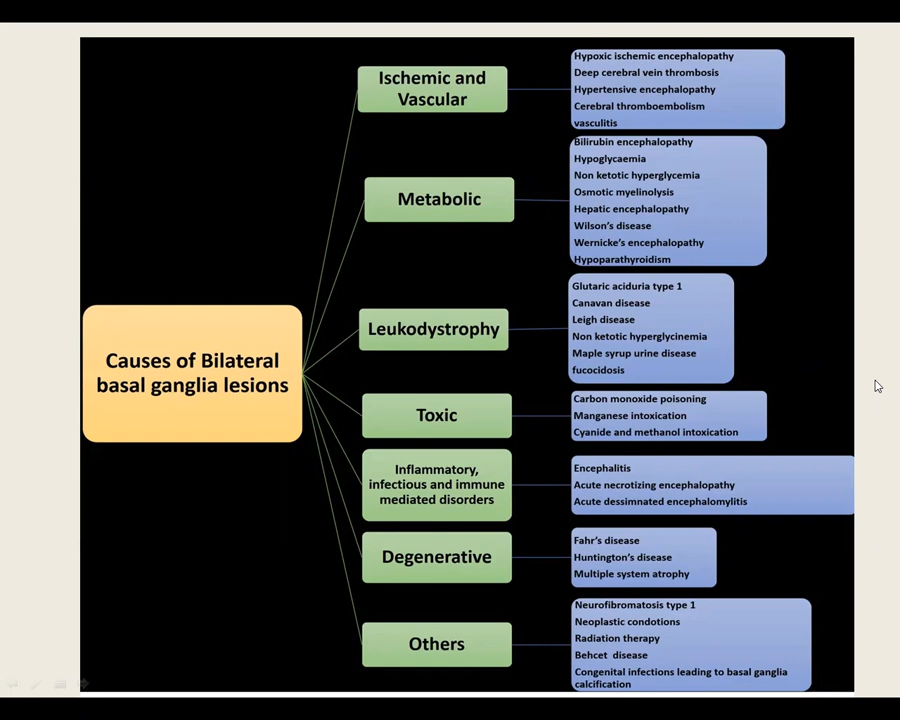 Causes of Bilateral
basal ganglia lesions
Ischemic and
Vascular
Hypoxic ischemic encephalopathy
Deep cerebral vein thrombosis
Hypertensive encephalopathy
Cerebral thromboembolism
vasculitis
Metabolic
Bilirubin encephalopathy
Hypoglycaemia
Non ketotic hyperglycemia
Osmotic myelinolysis
Hepatic encephalopathy
Wilson's disease
Wernicke's encephalopathy
Hypoparathyroidism
Leukodystrophy
Glutaric aciduria type 1
Canavan disease
Leigh disease
Non ketotic hyperglycinemia
Maple syrup urine disease
fucocidosis
Toxic
Carbon monoxide poisoning
Manganese intoxication
Cyanide and methanol intoxication
Inflammatory,
infectious and immune
mediated disorders
Encephalitis
Acute necrotizing encephalopathy
Acute dessimnated encephalomylitis
Degenerative
Fahr's disease
Huntington's disease
Multiple system atrophy
Others
Neurofibromatosis type 1
Neoplastic condotions
Radiation therapy
Behcet disease
Congenital infections leading to basal ganglia
calcification